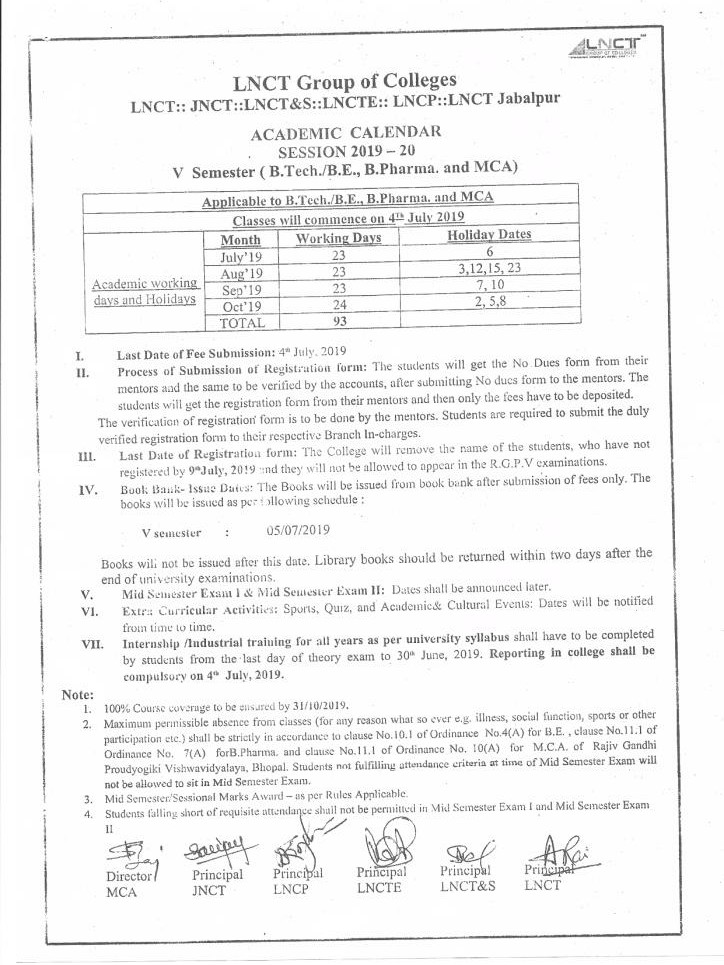 LNCT
LNCT Group of Colleges
LNCT:: JNCT::LNCT&S::LNCTE:: LNCP::LNCT Jabalpur
ACADEMIC CALENDAR
SESSION 2019 – 20
V Semester ( B.Tech./B.E., B.Pharma. and MCA)
Applicable to B.Tech./B.E., B.Pharma. and MCA
Classes will commence on 4th July 2019
Month Working Days Holiday Dates
July'19 23 6
Aug'19 23 3,12,15, 23
Academic working days and Holidays
Sep'19 23 7, 10
Oct'19 24 2, 5,8
TOTAL 93
I. Last Date of Fee Submission: 4th July, 2019
II. Process of Submission of Registration form: The students will get the No Dues form from their
mentors and the same to be verified by the accounts, after submitting No dues form to the mentors. The
students will get the registration form from their mentors and then only the fees have to be deposited.
The verification of registration form is to be done by the mentors. Students are required to submit the duly
verified registration form to their respective Branch In-charges.
III. Last Date of Registration form: The College will remove the name of the students, who have not
registered by 9th July, 2019 and they will not be allowed to appear in the R.G.P.V examinations.
IV. Book Bank- Issue Dates: The Books will be issued from book bank after submission of fees only. The
books will be issued as per following schedule :
V semester : 05/07/2019
Books will not be issued after this date. Library books should be returned within two days after the
end of university examinations.
V. Mid Semester Exam I & Mid Semester Exam II: Dates shall be announced later.
VI. Extra Curricular Activities: Sports, Quiz, and Academic& Cultural Events: Dates will be notified
from time to time.
VII. Internship /Industrial training for all years as per university syllabus shall have to be completed
by students from the last day of theory exam to 30th June, 2019. Reporting in college shall be
compulsory on 4th July, 2019.
Note:
1. 100% Course coverage to be ensured by 31/10/2019.
2. Maximum permissible absence from classes (for any reason what so ever e.g. illness, social function, sports or other
participation etc.) shall be strictly in accordance to clause No.10.1 of Ordinance No.4(A) for B.E. , clause No.11.1 of
Ordinance No. 7(A) forB.Pharma. and clause No.11.1 of Ordinance No. 10(A) for M.C.A. of Rajiv Gandhi
Proudyogiki Vishwavidyalaya, Bhopal. Students not fulfilling attendance criteria at time of Mid Semester Exam will
not be allowed to sit in Mid Semester Exam.
3. Mid Semester/Sessional Marks Award – as per Rules Applicable.
4. Students falling short of requisite attendance shall not be permitted in Mid Semester Exam I and Mid Semester Exam
II
Director Principal Principal Principal Principal Principal
MCA JNCT LNCP LNCTE LNCT&S LNCT